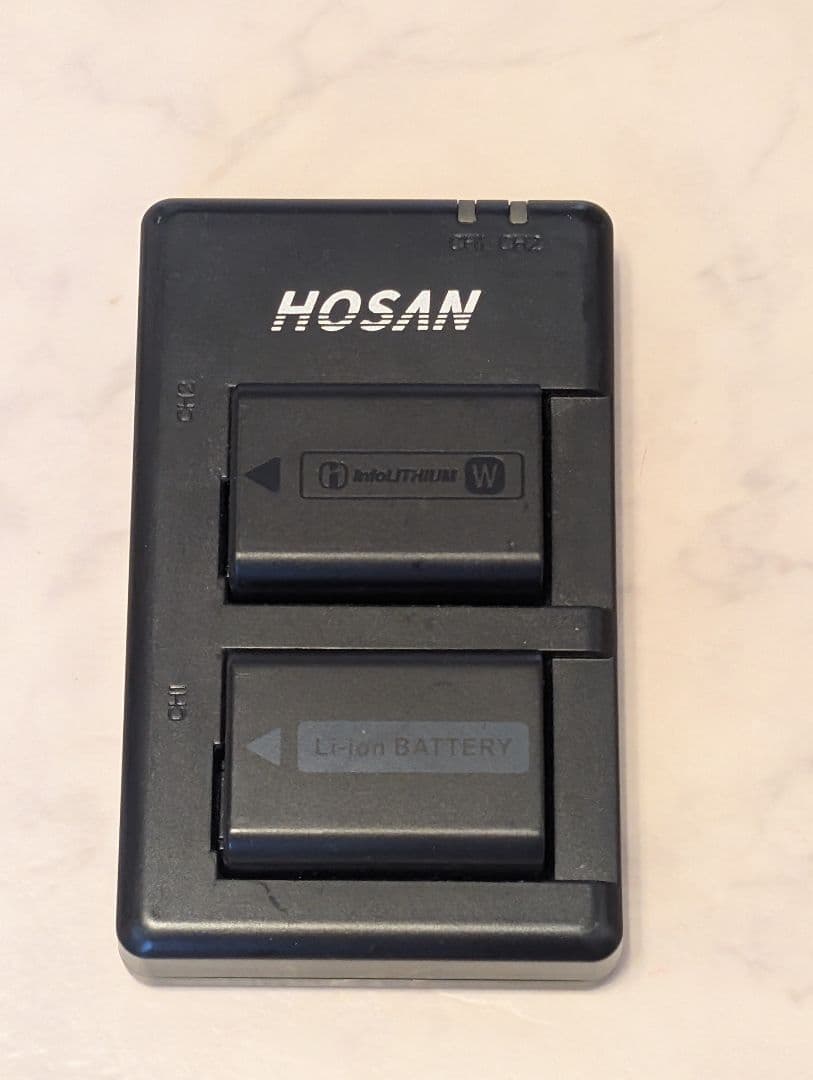 CH1 CH2
HOSAN
CH2
InfoLITHIUM W
CH1
Li-ion BATTERY